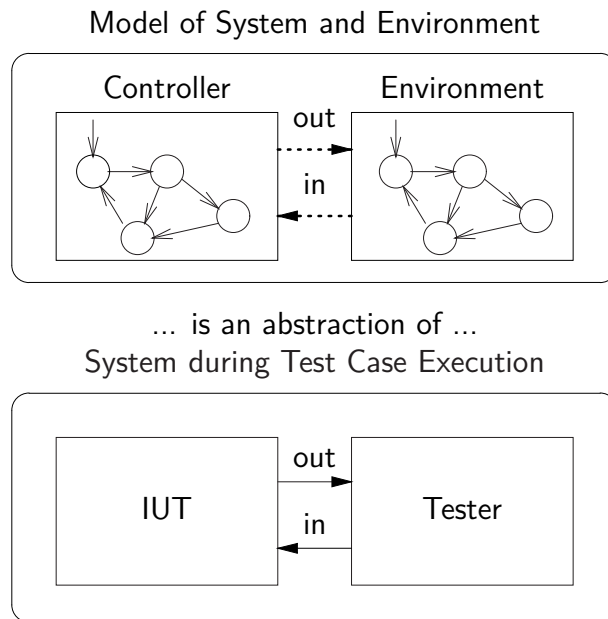 Model of System and Environment
Controller
Environment
out
in
... is an abstraction of ...
System during Test Case Execution
IUT
out
in
Tester